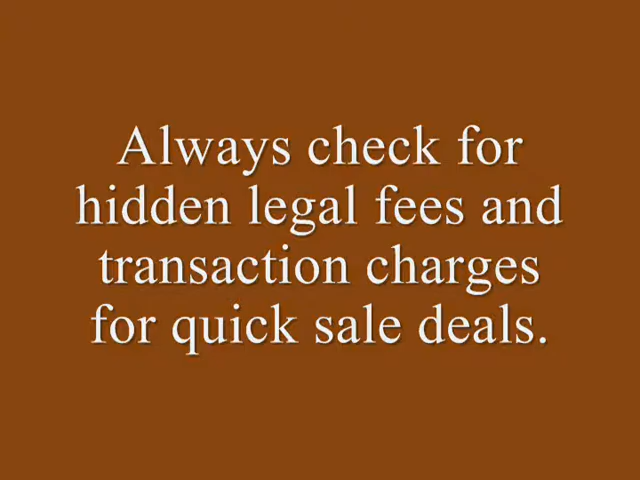 Always check for
hidden legal fees and
transaction charges
for quick sale deals.